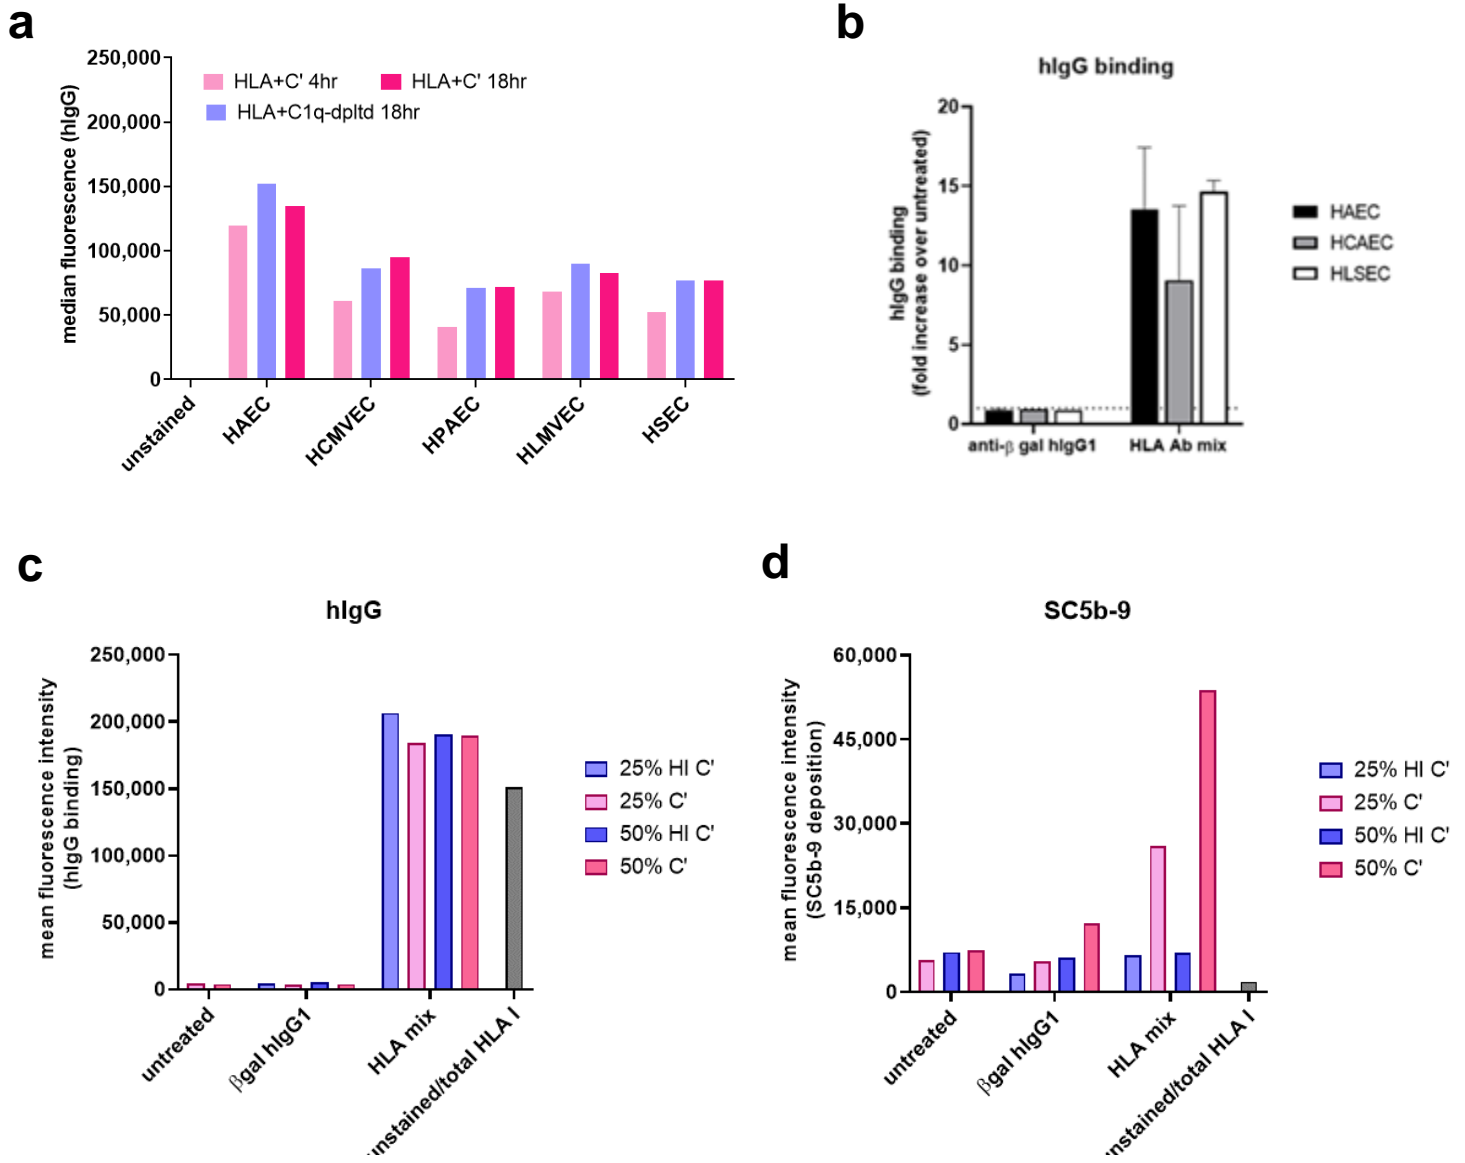 a
250,000
200,000
150,000
100,000
50,000
0
median fluorescence (hIgG)
HLA+C' 4hr
HLA+C' 18hr
HLA+C1q-dpltd 18hr
unstained
HAEC
HCMVEC
HPAEC
HLMVEC
HSEC
b
hIgG binding
20
15
10
5
0
hIgG binding
(fold increase over untreated)
anti-β gal hIgG1
HLA Ab mix
HAEC
HCAEC
HLSEC
c
hIgG
250,000
200,000
150,000
100,000
50,000
0
mean fluorescence intensity
(hIgG binding)
untreated
βgal hIgG1
HLA mix
unstained/total HLA I
25% HI C'
25% C'
50% HI C'
50% C'
d
SC5b-9
60,000
45,000
30,000
15,000
0
mean fluorescence intensity
(SC5b-9 deposition)
untreated
βgal hIgG1
HLA mix
nstained/total HLA I
25% HI C'
25% C'
50% HI C'
50% C'